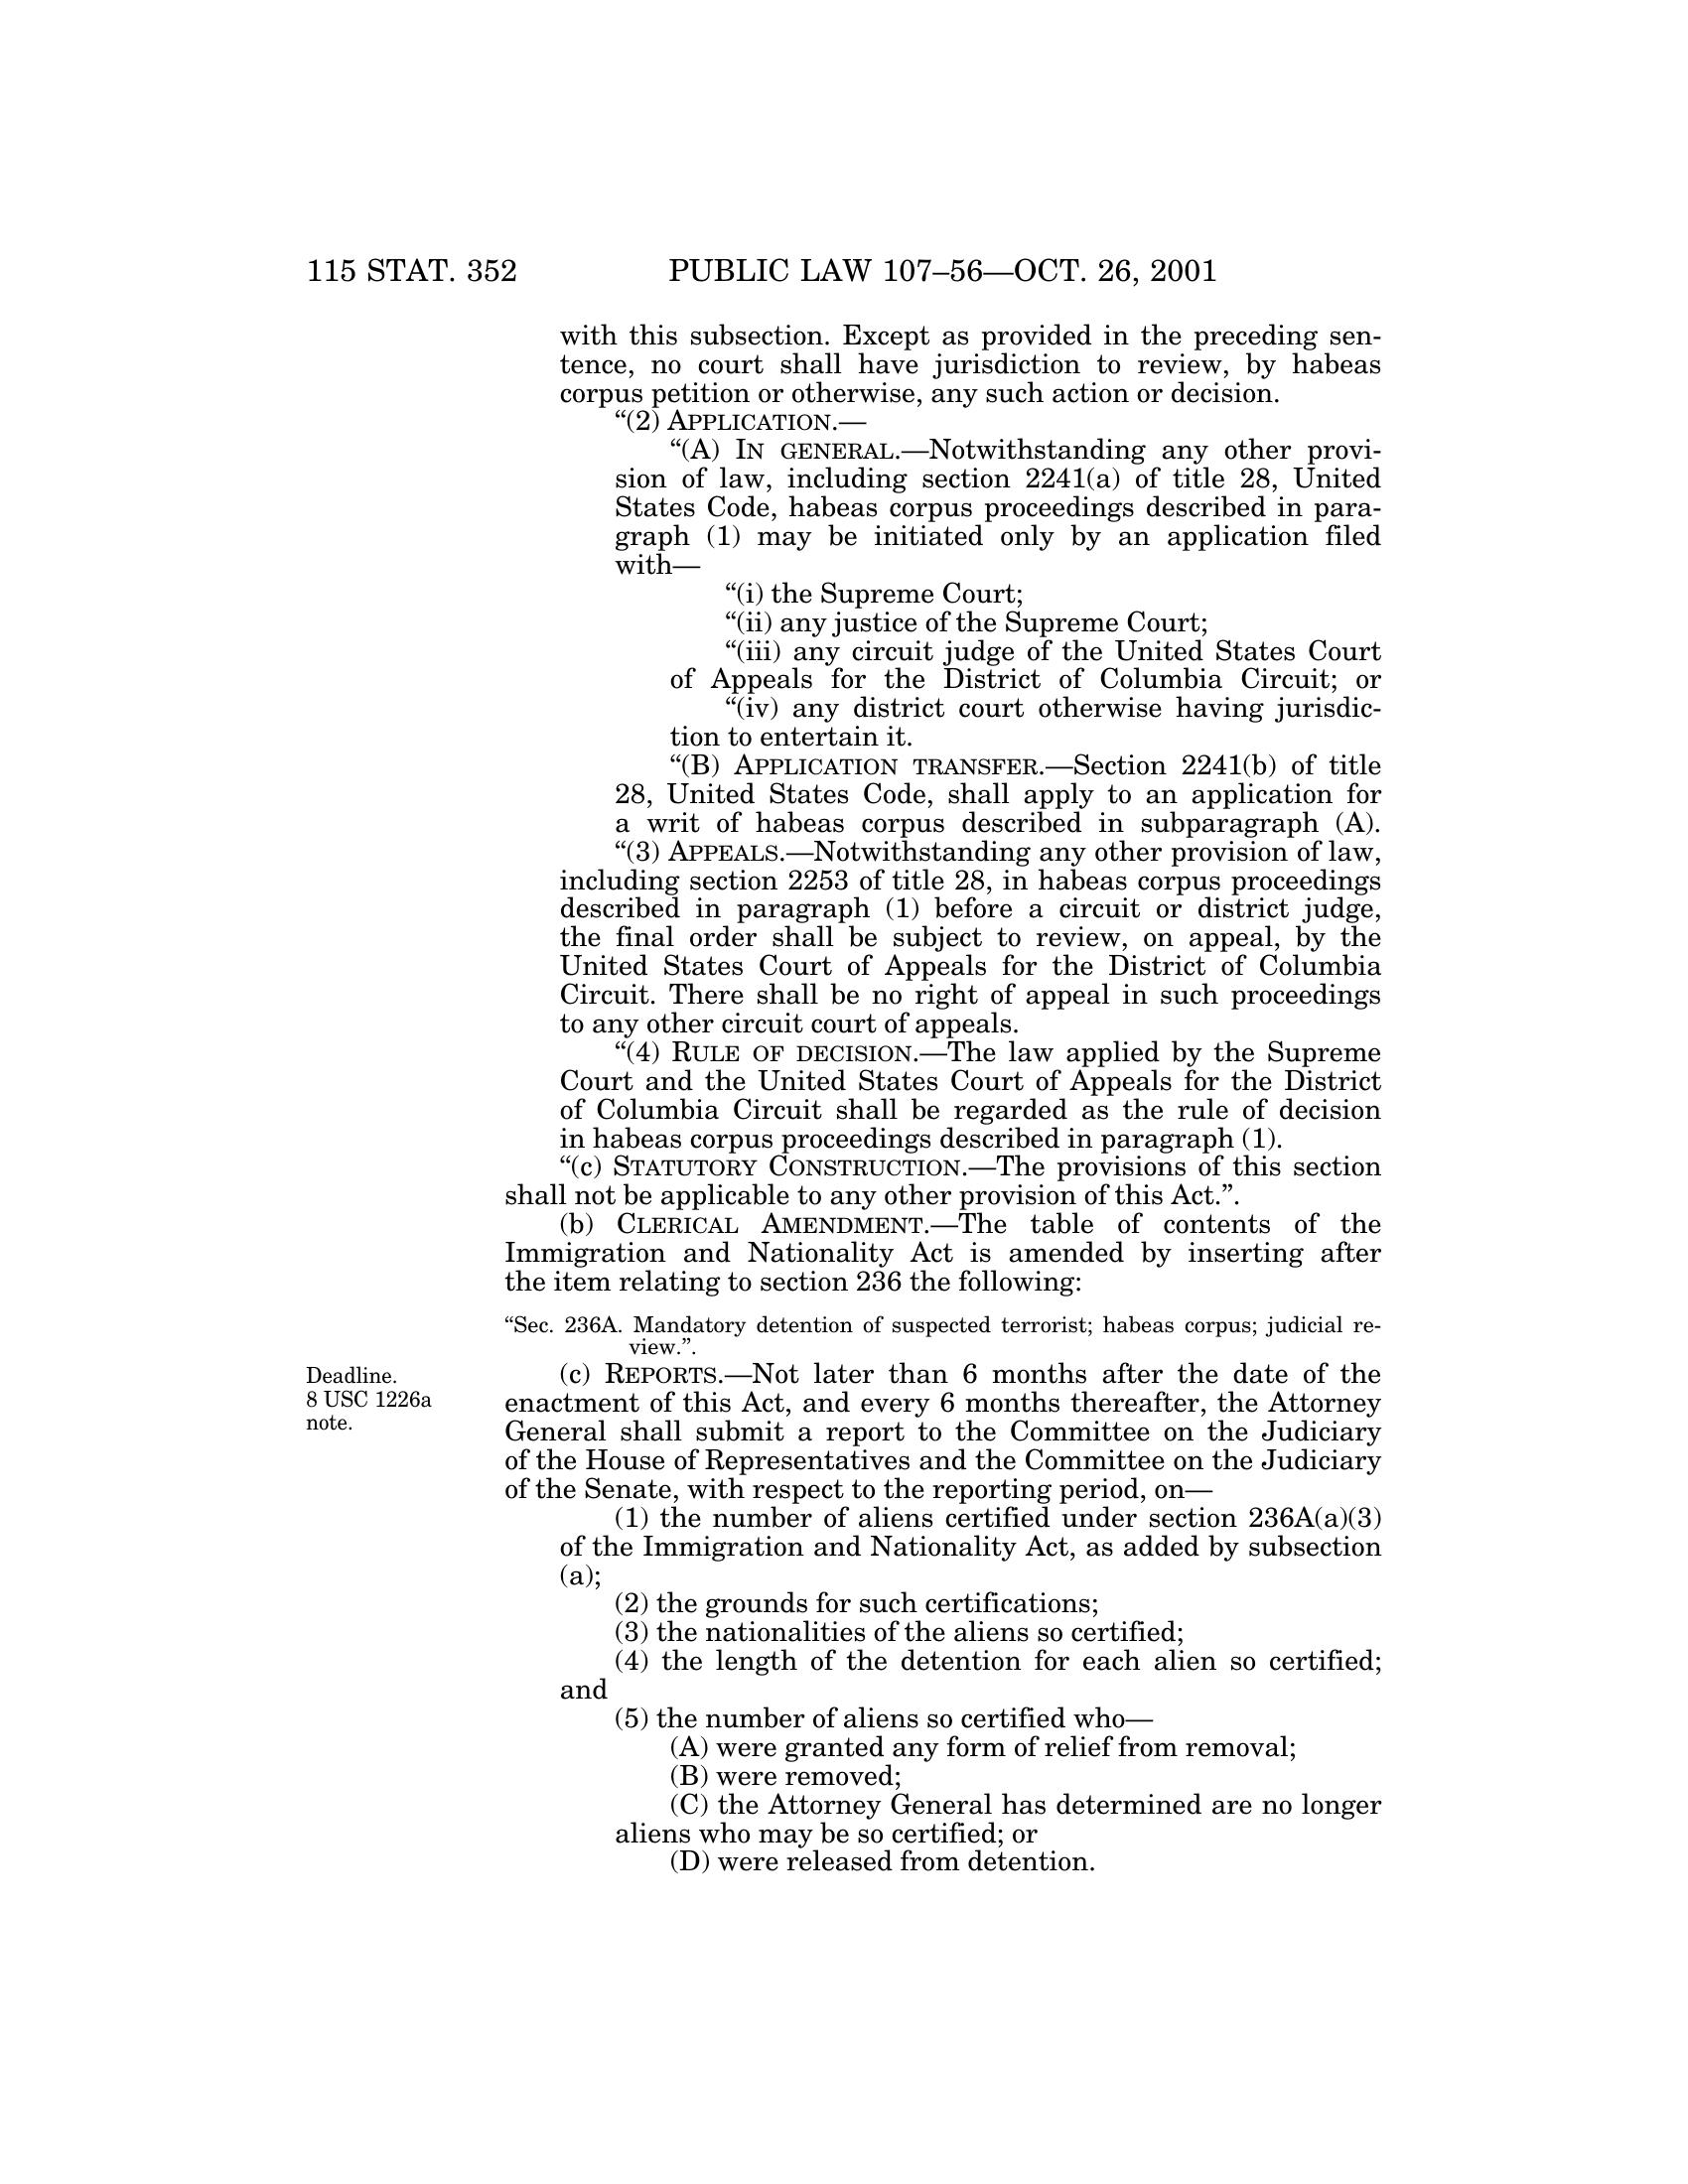 115 STAT. 352
PUBLIC LAW 107–56—OCT. 26, 2001
with this subsection. Except as provided in the preceding sen-
tence, no court shall have jurisdiction to review, by habeas
corpus petition or otherwise, any such action or decision.
“(2) APPLICATION.—
“(A) IN GENERAL.—Notwithstanding any other provi-
sion of law, including section 2241(a) of title 28, United
States Code, habeas corpus proceedings described in para-
graph (1) may be initiated only by an application filed
with—
“(i) the Supreme Court;
“(ii) any justice of the Supreme Court;
“(iii) any circuit judge of the United States Court
of Appeals for the District of Columbia Circuit; or
“(iv) any district court otherwise having jurisdic-
tion to entertain it.
“(B) APPLICATION TRANSFER.—Section 2241(b) of title
28, United States Code, shall apply to an application for
a writ of habeas corpus described in subparagraph (A).
“(3) APPEALS.—Notwithstanding any other provision of law,
including section 2253 of title 28, in habeas corpus proceedings
described in paragraph (1) before a circuit or district judge,
the final order shall be subject to review, on appeal, by the
United States Court of Appeals for the District of Columbia
Circuit. There shall be no right of appeal in such proceedings
to any other circuit court of appeals.
“(4) RULE OF DECISION.—The law applied by the Supreme
Court and the United States Court of Appeals for the District
of Columbia Circuit shall be regarded as the rule of decision
in habeas corpus proceedings described in paragraph (1).
“(c) STATUTORY CONSTRUCTION.—The provisions of this section
shall not be applicable to any other provision of this Act.”.
(b) CLERICAL AMENDMENT.—The table of contents of the
Immigration and Nationality Act is amended by inserting after
the item relating to section 236 the following:
“Sec. 236A. Mandatory detention of suspected terrorist; habeas corpus; judicial re-
view.”.
Deadline.
8 USC 1226a
note.
(c) REPORTS.—Not later than 6 months after the date of the
enactment of this Act, and every 6 months thereafter, the Attorney
General shall submit a report to the Committee on the Judiciary
of the House of Representatives and the Committee on the Judiciary
of the Senate, with respect to the reporting period, on—
(1) the number of aliens certified under section 236A(a)(3)
of the Immigration and Nationality Act, as added by subsection
(a);
(2) the grounds for such certifications;
(3) the nationalities of the aliens so certified;
(4) the length of the detention for each alien so certified;
and
(5) the number of aliens so certified who—
(A) were granted any form of relief from removal;
(B) were removed;
(C) the Attorney General has determined are no longer
aliens who may be so certified; or
(D) were released from detention.